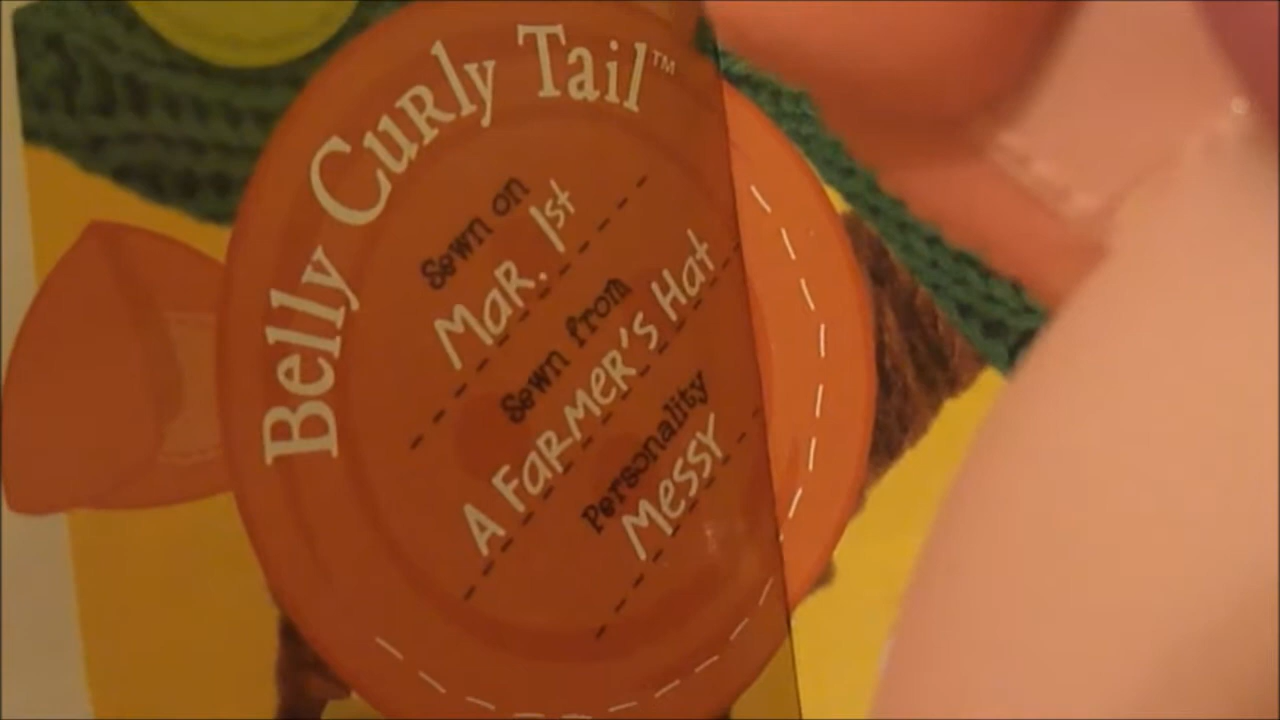 Belly Curly Tail™
Sewn on
Mar. 1st
Sewn from
A Farmer's Hat
Personality
Messy